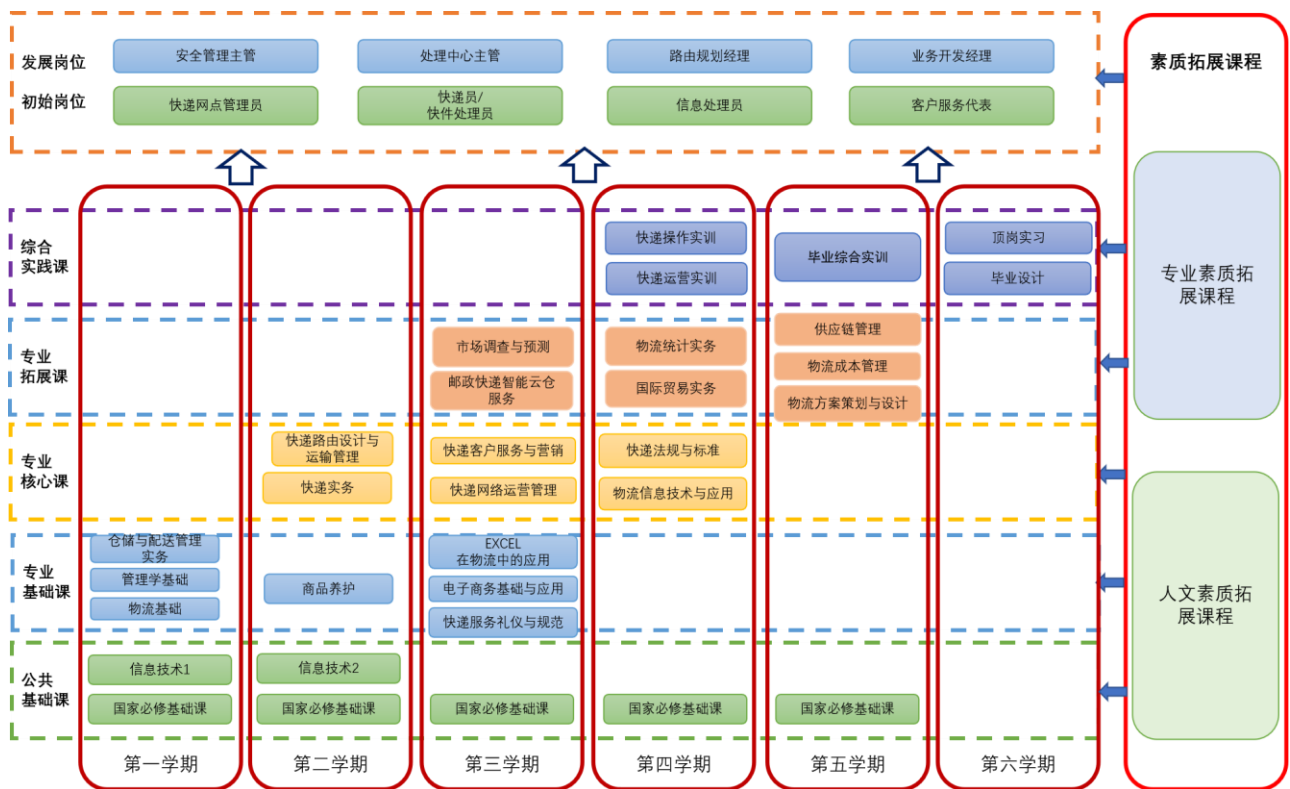 发展岗位
安全管理主管
处理中心主管
路由规划经理
业务开发经理
初始岗位
快递网点管理员
快递员/
快件处理员
信息处理员
客户服务代表
素质拓展课程
专业素质拓
展课程
人文素质拓
展课程
综合
实践课
快递操作实训
快递运营实训
毕业综合实训
顶岗实习
毕业设计
专业
拓展课
市场调查与预测
邮政快递智能云仓
服务
物流统计实务
国际贸易实务
供应链管理
物流成本管理
物流方案策划与设计
专业
核心课
快递路由设计与
运输管理
快递实务
快递客户服务与营销
快递网络运营管理
快递法规与标准
物流信息技术与应用
专业
基础课
仓储与配送管理
实务
管理学基础
物流基础
商品养护
EXCEL
在物流中的应用
电子商务基础与应用
快递服务礼仪与规范
公共
基础课
信息技术1
国家必修基础课
信息技术2
国家必修基础课
国家必修基础课
国家必修基础课
国家必修基础课
第一学期
第二学期
第三学期
第四学期
第五学期
第六学期